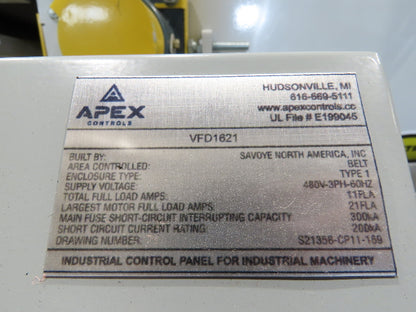 APEX
CONTROLS
HUDSONVILLE, MI
616-669-5111
www.apexcontrols.cc
UL File # E199045
VFD1621
BUILT BY: SAVOYE NORTH AMERICA, INC
AREA CONTROLLED: BELT
ENCLOSURE TYPE: TYPE 1
SUPPLY VOLTAGE: 480V-3PH-60HZ
TOTAL FULL LOAD AMPS: 11FLA
LARGEST MOTOR FULL LOAD AMPS: 21FLA
MAIN FUSE SHORT-CIRCUIT INTERRUPTING CAPACITY: 300kA
SHORT CIRCUIT CURRENT RATING: 200kA
DRAWING NUMBER: S21356-CP11-169
INDUSTRIAL CONTROL PANEL FOR INDUSTRIAL MACHINERY